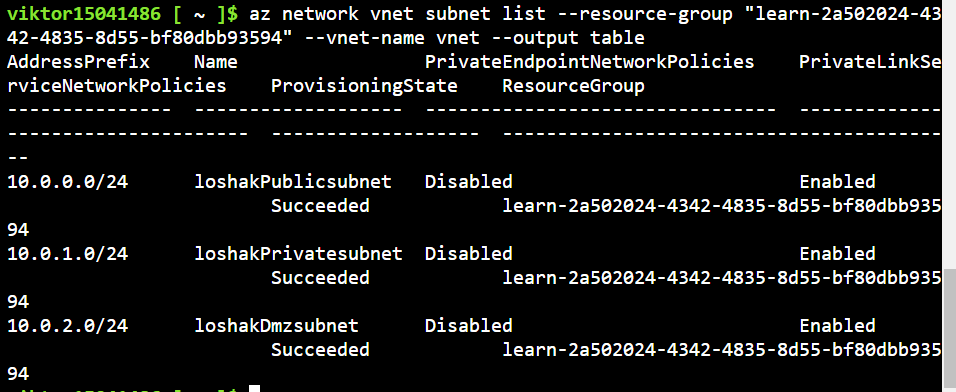 viktor15041486 [ ~ ]$ az network vnet subnet list --resource-group "learn-2a502024-43
42-4835-8d55-bf80dbb93594" --vnet-name vnet --output table
AddressPrefix    Name                 PrivateEndpointNetworkPolicies    PrivateLinkSe
rviceNetworkPolicies    ProvisioningState    ResourceGroup
---------------  -------------------  --------------------------------  -------------
----------------------  -------------------  ----------------------------------------
--
10.0.0.0/24      loshakPublicsubnet   Disabled                          Enabled
                        Succeeded            learn-2a502024-4342-4835-8d55-bf80dbb935
94
10.0.1.0/24      loshakPrivatesubnet  Disabled                          Enabled
                        Succeeded            learn-2a502024-4342-4835-8d55-bf80dbb935
94
10.0.2.0/24      loshakDmzsubnet      Disabled                          Enabled
                        Succeeded            learn-2a502024-4342-4835-8d55-bf80dbb935
94
viktor15041486 [ ~ ]$